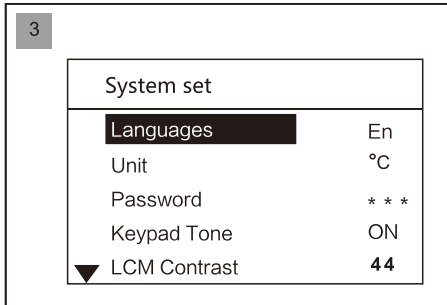 3
System set
Languages En
Unit °C
Password * * *
Keypad Tone ON
LCM Contrast 44